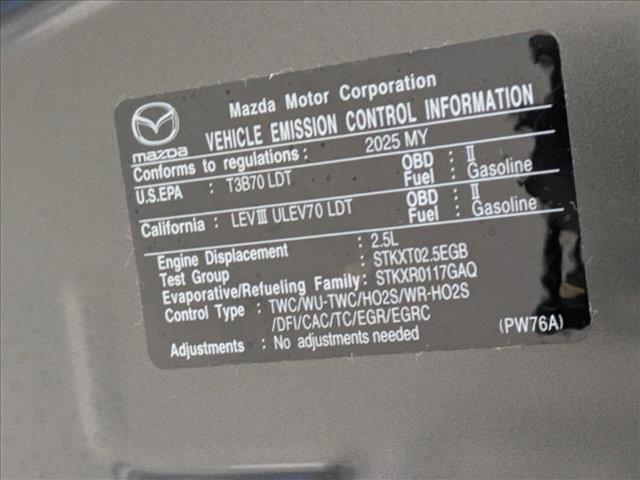 Mazda Motor Corporation
mazda
VEHICLE EMISSION CONTROL INFORMATION
Conforms to regulations : 2025 MY
U.S.EPA : T3B70 LDT OBD : II
Fuel : Gasoline
California : LEV III ULEV70 LDT OBD : II
Fuel : Gasoline
Engine Displacement : 2.5L
Test Group : STKXT02.5EGB
Evaporative/Refueling Family : STKXR0117GAQ
Control Type : TWC/WU-TWC/HO2S/WR-HO2S
/DFI/CAC/TC/EGR/EGRC
Adjustments : No adjustments needed (PW76A)